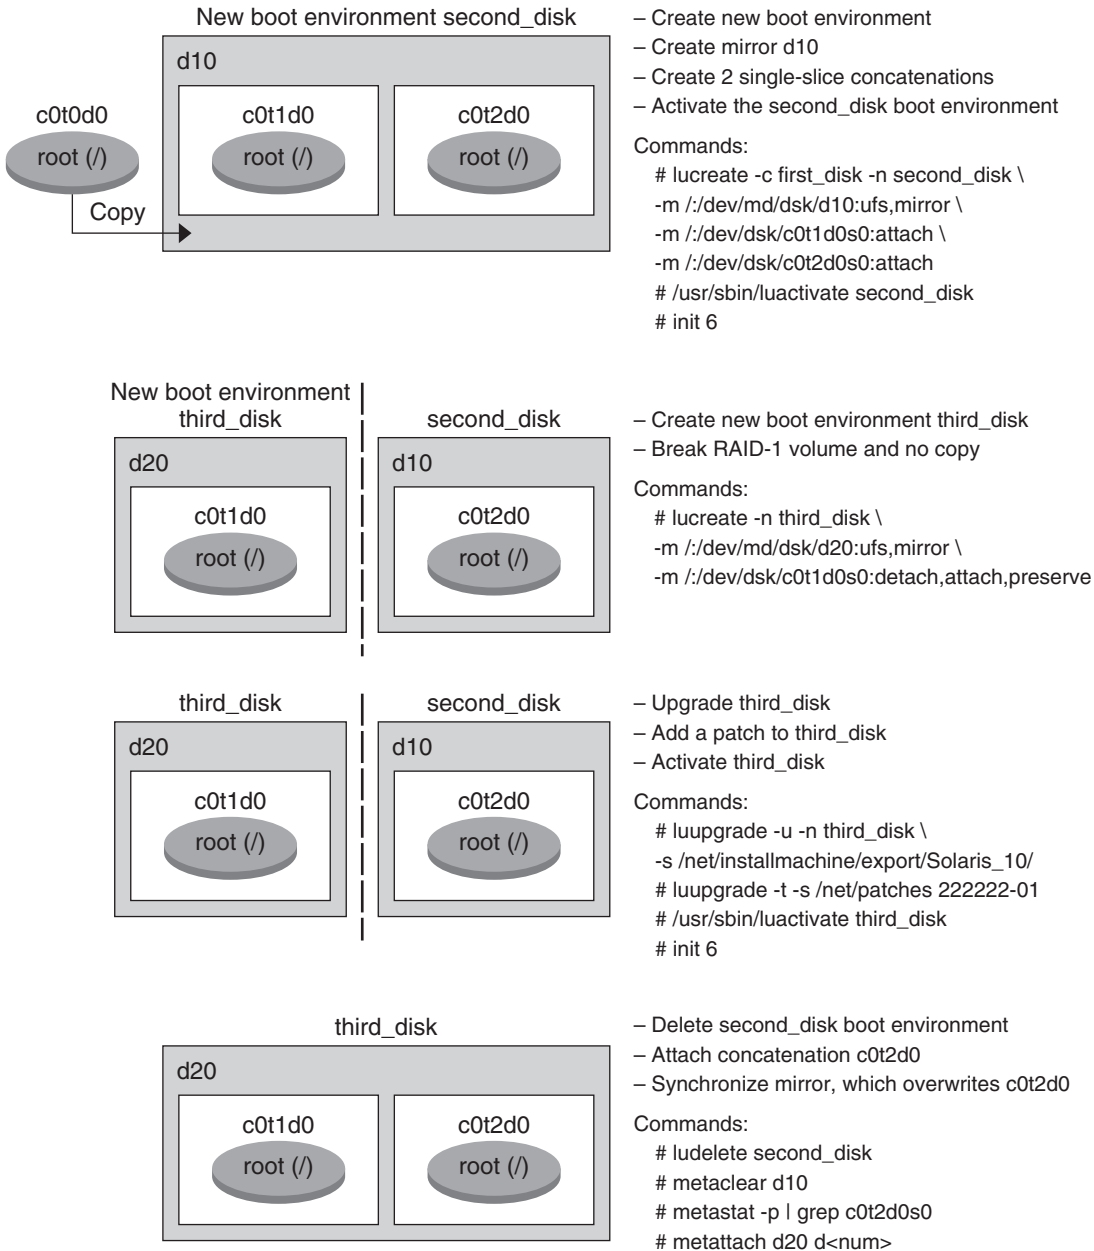 New boot environment second_disk
d10
c0t0d0
root (/)
Copy
c0t1d0
root (/)
c0t2d0
root (/)
– Create new boot environment
– Create mirror d10
– Create 2 single-slice concatenations
– Activate the second_disk boot environment
Commands:
# lucreate -c first_disk -n second_disk \
-m /:/dev/md/dsk/d10:ufs,mirror \
-m /:/dev/dsk/c0t1d0s0:attach \
-m /:/dev/dsk/c0t2d0s0:attach
# /usr/sbin/luactivate second_disk
# init 6
New boot environment
third_disk
d20
c0t1d0
root (/)
second_disk
d10
c0t2d0
root (/)
– Create new boot environment third_disk
– Break RAID-1 volume and no copy
Commands:
# lucreate -n third_disk \
-m /:/dev/md/dsk/d20:ufs,mirror \
-m /:/dev/dsk/c0t1d0s0:detach,attach,preserve
third_disk
d20
c0t1d0
root (/)
second_disk
d10
c0t2d0
root (/)
– Upgrade third_disk
– Add a patch to third_disk
– Activate third_disk
Commands:
# luupgrade -u -n third_disk \
-s /net/installmachine/export/Solaris_10/
# luupgrade -t -s /net/patches 222222-01
# /usr/sbin/luactivate third_disk
# init 6
third_disk
d20
c0t1d0
root (/)
c0t2d0
root (/)
– Delete second_disk boot environment
– Attach concatenation c0t2d0
– Synchronize mirror, which overwrites c0t2d0
Commands:
# ludelete second_disk
# metaclear d10
# metastat -p | grep c0t2d0s0
# metattach d20 d<num>